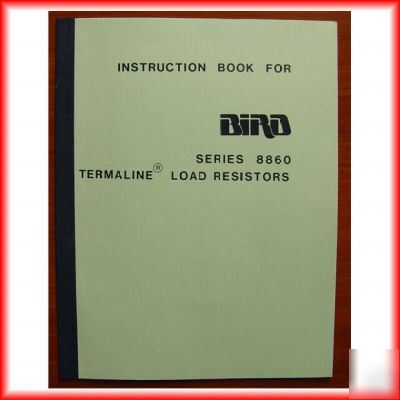 INSTRUCTION BOOK FOR
BIRD
SERIES 8860
TERMALINE® LOAD RESISTORS